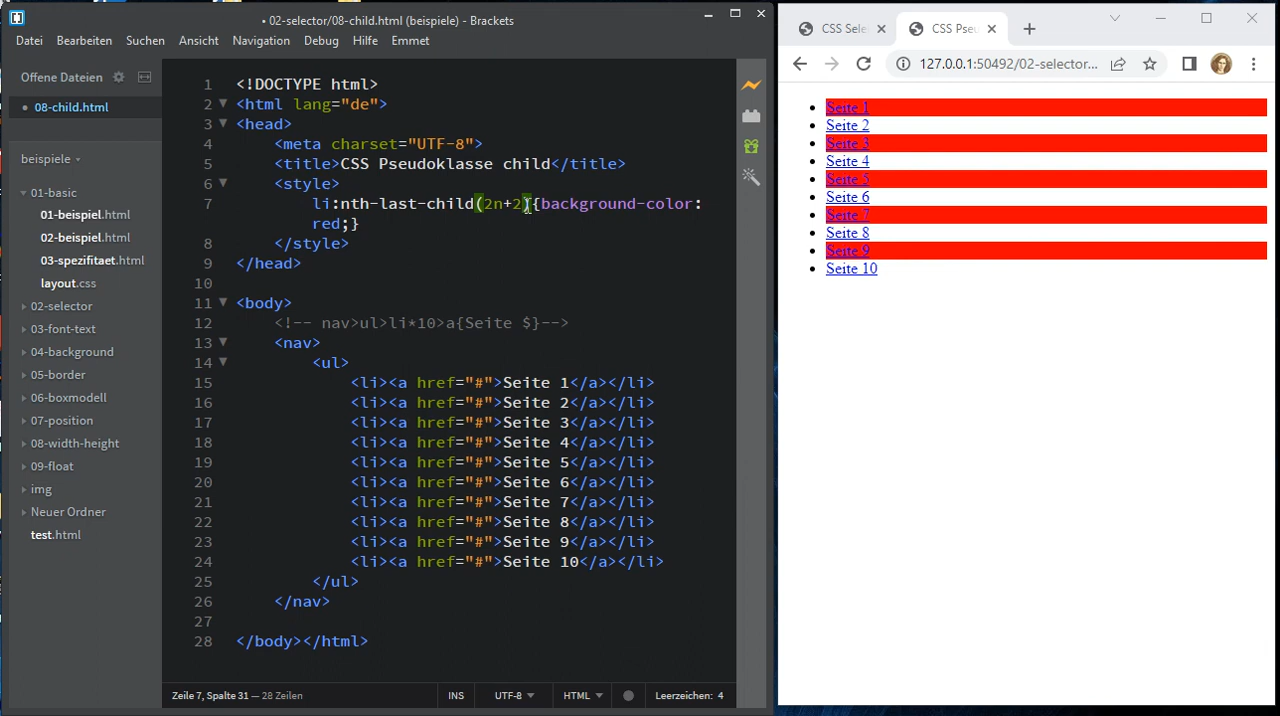 • 02-selector/08-child.html (beispiele) - Brackets
Datei Bearbeiten Suchen Ansicht Navigation Debug Hilfe Emmet
Offene Dateien
• 08-child.html
beispiele
01-basic
01-beispiel.html
02-beispiel.html
03-spezifitaet.html
layout.css
02-selector
03-font-text
04-background
05-border
06-boxmodell
07-position
08-width-height
09-float
img
Neuer Ordner
test.html
1 <!DOCTYPE html>
2 <html lang="de">
3 <head>
4 <meta charset="UTF-8">
5 <title>CSS Pseudoklasse child</title>
6 <style>
7 li:nth-last-child(2n+2){background-color:
red;}
8 </style>
9 </head>
10
11 <body>
12 <!-- nav>ul>li*10>a{Seite $}-->
13 <nav>
14 <ul>
15 <li><a href="#">Seite 1</a></li>
16 <li><a href="#">Seite 2</a></li>
17 <li><a href="#">Seite 3</a></li>
18 <li><a href="#">Seite 4</a></li>
19 <li><a href="#">Seite 5</a></li>
20 <li><a href="#">Seite 6</a></li>
21 <li><a href="#">Seite 7</a></li>
22 <li><a href="#">Seite 8</a></li>
23 <li><a href="#">Seite 9</a></li>
24 <li><a href="#">Seite 10</a></li>
25 </ul>
26 </nav>
27
28 </body></html>
Zeile 7, Spalte 31 — 28 Zeilen INS UTF-8 HTML Leerzeichen: 4
CSS Sele CSS Pseu
127.0.0.1:50492/02-selector...
• Seite 1
• Seite 2
• Seite 3
• Seite 4
• Seite 5
• Seite 6
• Seite 7
• Seite 8
• Seite 9
• Seite 10